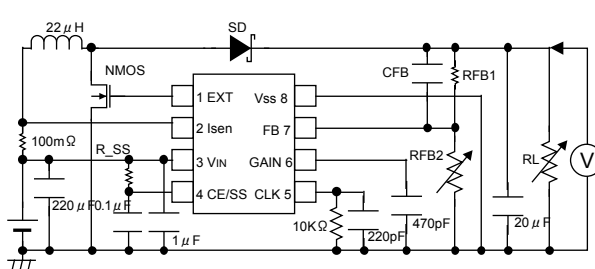 22μH
SD
NMOS
CFB
RFB1
1 EXT
Vss 8
2 Isen
FB 7
100mΩ
R_SS
3 VIN
GAIN 6
RFB2
RL
V
4 CE/SS
CLK 5
220μF
0.1μF
1μF
10KΩ
220pF
470pF
20μF